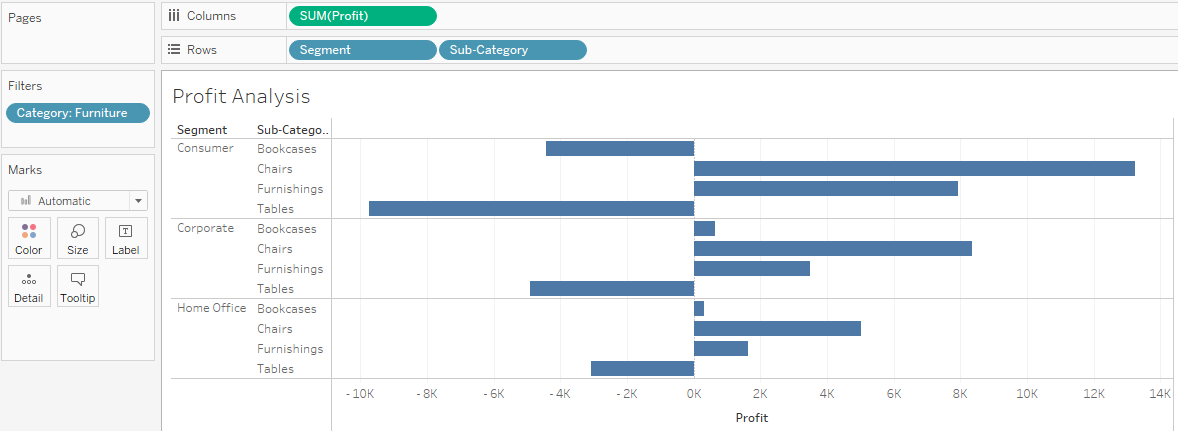 Pages
Columns
SUM(Profit)
Rows
Segment
Sub-Category
Filters
Category: Furniture
Marks
Automatic
Color
Size
Label
Detail
Tooltip
Profit Analysis
Segment
Sub-Catego..
Consumer
Bookcases
Chairs
Furnishings
Tables
Corporate
Bookcases
Chairs
Furnishings
Tables
Home Office
Bookcases
Chairs
Furnishings
Tables
-10K -8K -6K -4K -2K 0K 2K 4K 6K 8K 10K 12K 14K
Profit